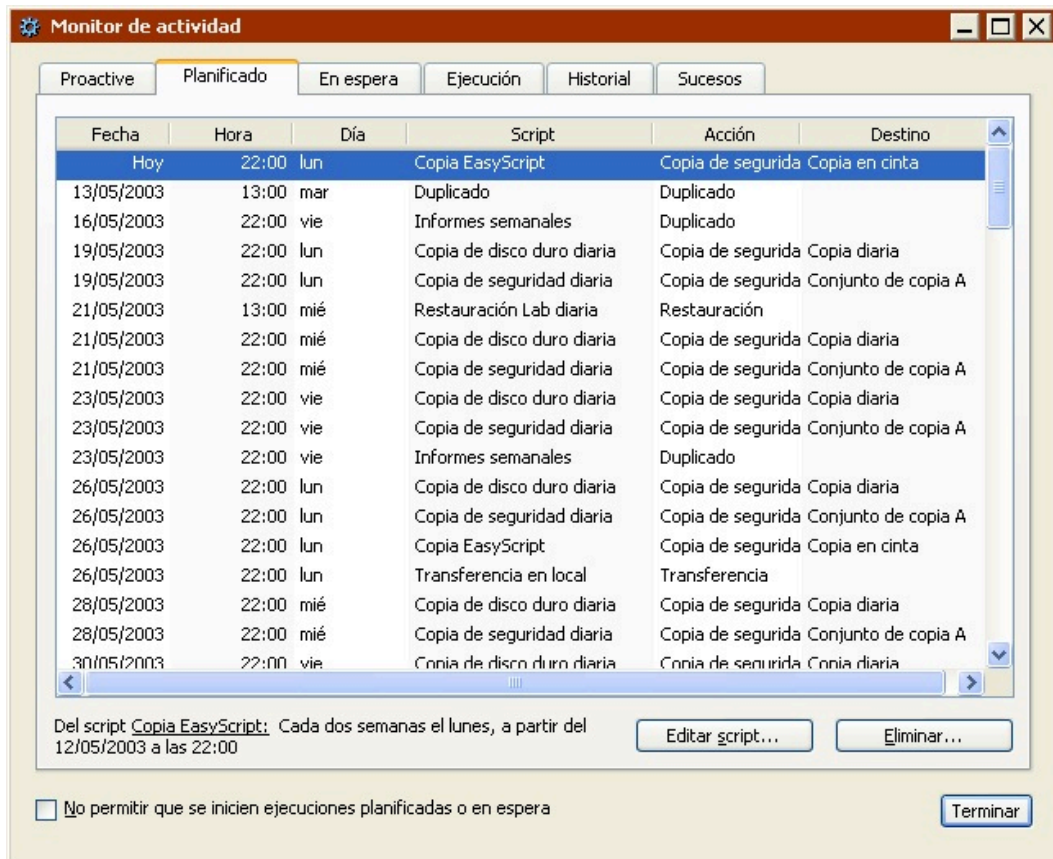 Monitor de actividad
Proactive Planificado En espera Ejecución Historial Sucesos
Fecha Hora Día Script Acción Destino
Hoy 22:00 lun Copia EasyScript Copia de segurida Copia en cinta
13/05/2003 13:00 mar Duplicado Duplicado
16/05/2003 22:00 vie Informes semanales Duplicado
19/05/2003 22:00 lun Copia de disco duro diaria Copia de segurida Copia diaria
19/05/2003 22:00 lun Copia de seguridad diaria Copia de segurida Conjunto de copia A
21/05/2003 13:00 mié Restauración Lab diaria Restauración
21/05/2003 22:00 mié Copia de disco duro diaria Copia de segurida Copia diaria
21/05/2003 22:00 mié Copia de seguridad diaria Copia de segurida Conjunto de copia A
23/05/2003 22:00 vie Copia de disco duro diaria Copia de segurida Copia diaria
23/05/2003 22:00 vie Copia de seguridad diaria Copia de segurida Conjunto de copia A
23/05/2003 22:00 vie Informes semanales Duplicado
26/05/2003 22:00 lun Copia de disco duro diaria Copia de segurida Copia diaria
26/05/2003 22:00 lun Copia de seguridad diaria Copia de segurida Conjunto de copia A
26/05/2003 22:00 lun Copia EasyScript Copia de segurida Copia en cinta
26/05/2003 22:00 lun Transferencia en local Transferencia
28/05/2003 22:00 mié Copia de disco duro diaria Copia de segurida Copia diaria
28/05/2003 22:00 mié Copia de seguridad diaria Copia de segurida Conjunto de copia A
30/05/2003 22:00 vie Copia de disco duro diaria Copia de segurida Copia diaria
Del script Copia EasyScript: Cada dos semanas el lunes, a partir del
12/05/2003 a las 22:00
Editar script... Eliminar...
No permitir que se inicien ejecuciones planificadas o en espera
Terminar